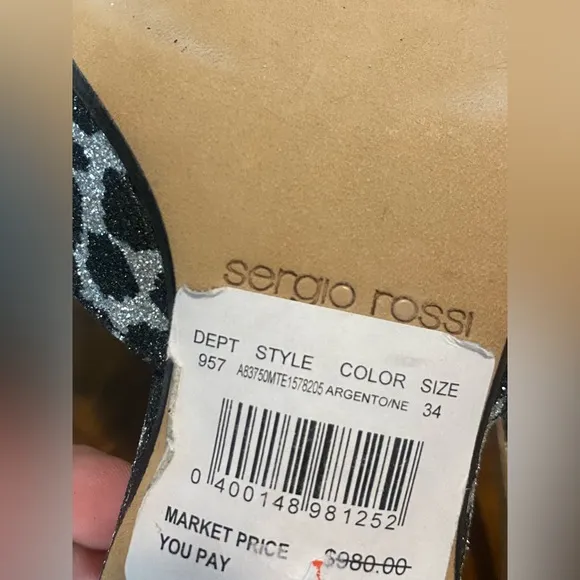 sergio rossi
DEPT STYLE COLOR SIZE
957 A83750MTE1578205 ARGENTO/NE 34
0 400148 981252
MARKET PRICE $980.00
YOU PAY